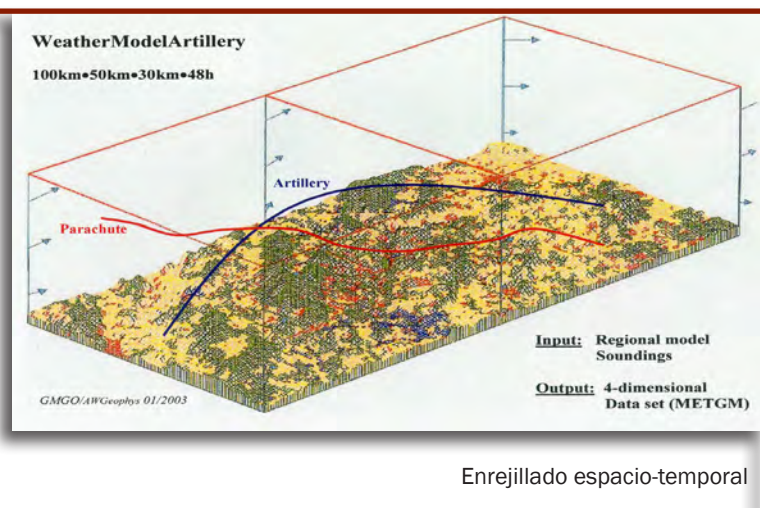 WeatherModelArtillery
100km•50km•30km•48h
Artillery
Parachute
Input: Regional model
Soundings
Output: 4-dimensional
Data set (METGM)
GMGO/AWGeophys 01/2003
Enrejillado espacio-temporal